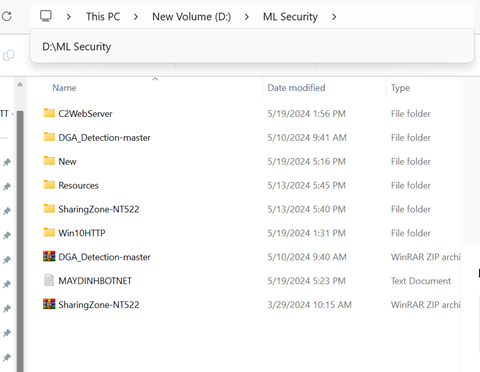 This PC > New Volume (D:) > ML Security >
D:\ML Security
Name Date modified Type
TT
C2WebServer 5/19/2024 1:56 PM File folder
DGA_Detection-master 5/10/2024 9:41 AM File folder
New 5/19/2024 5:16 PM File folder
Resources 5/13/2024 5:45 PM File folder
SharingZone-NT522 5/13/2024 5:40 PM File folder
Win10HTTP 5/19/2024 1:31 PM File folder
DGA_Detection-master 5/10/2024 9:40 AM WinRAR ZIP archi
MAYDINHBOTNET 5/19/2024 5:23 PM Text Document
SharingZone-NT522 3/29/2024 10:15 AM WinRAR ZIP archi